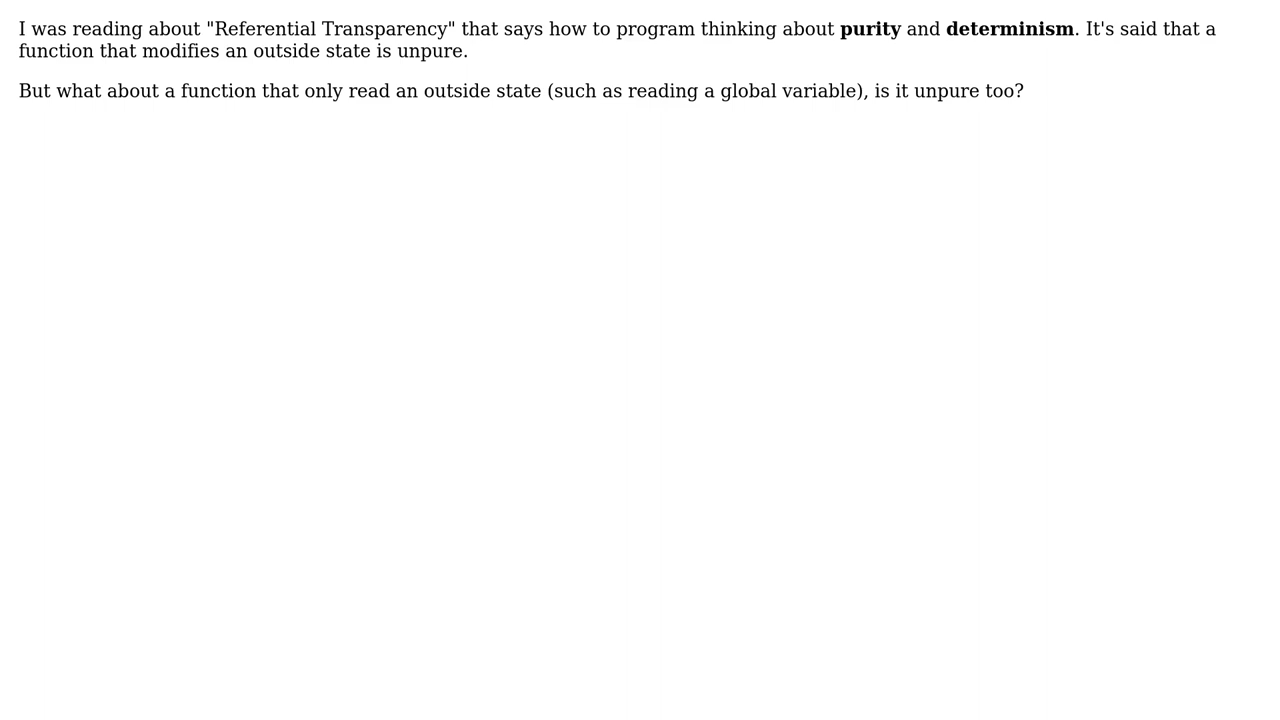 I was reading about "Referential Transparency" that says how to program thinking about purity and determinism. It's said that a
function that modifies an outside state is unpure.
But what about a function that only read an outside state (such as reading a global variable), is it unpure too?